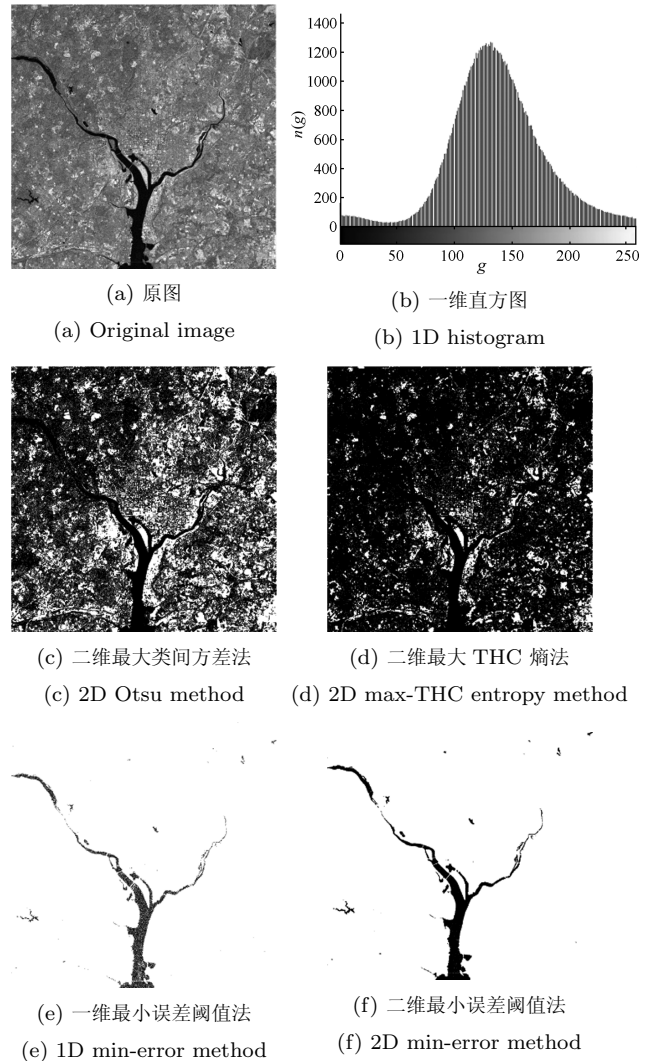 1400
1200
1000
800
600
400
200
0
n(g)
0 50 100 150 200 250
g
(a) 原图
(a) Original image
(b) 一维直方图
(b) 1D histogram
(c) 二维最大类间方差法
(c) 2D Otsu method
(d) 二维最大 THC 熵法
(d) 2D max-THC entropy method
(e) 一维最小误差阈值法
(e) 1D min-error method
(f) 二维最小误差阈值法
(f) 2D min-error method